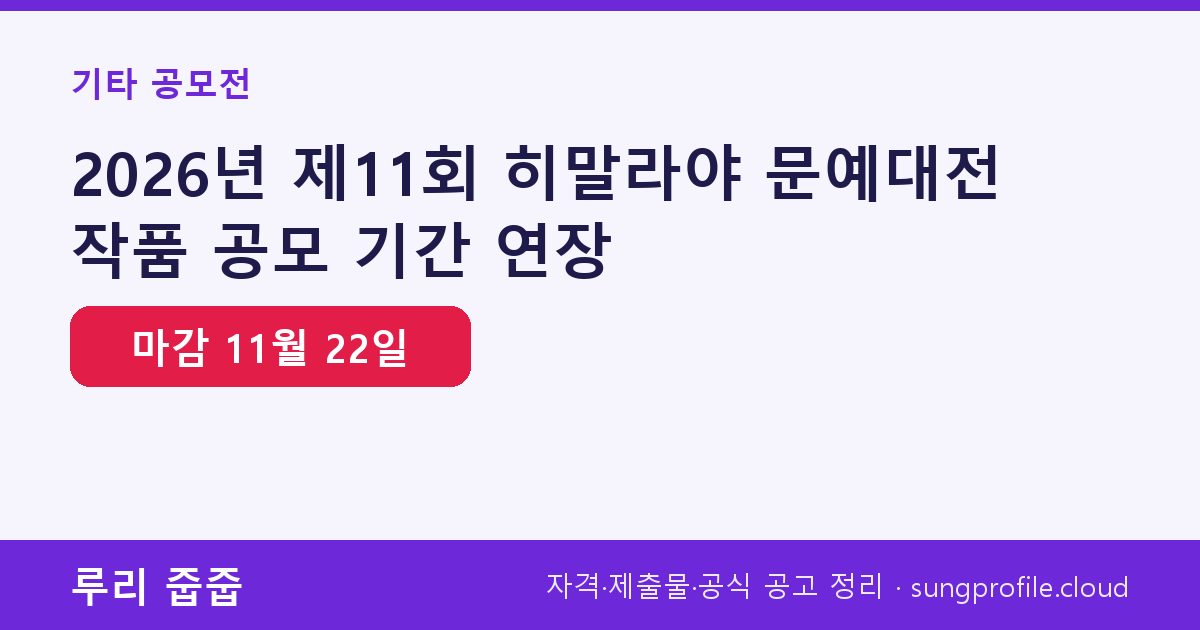 기타 공모전
2026년 제11회 히말라야 문예대전
작품 공모 기간 연장
마감 11월 22일
루리 줍줍
자격·제출물·공식 공고 정리 · sungprofile.cloud